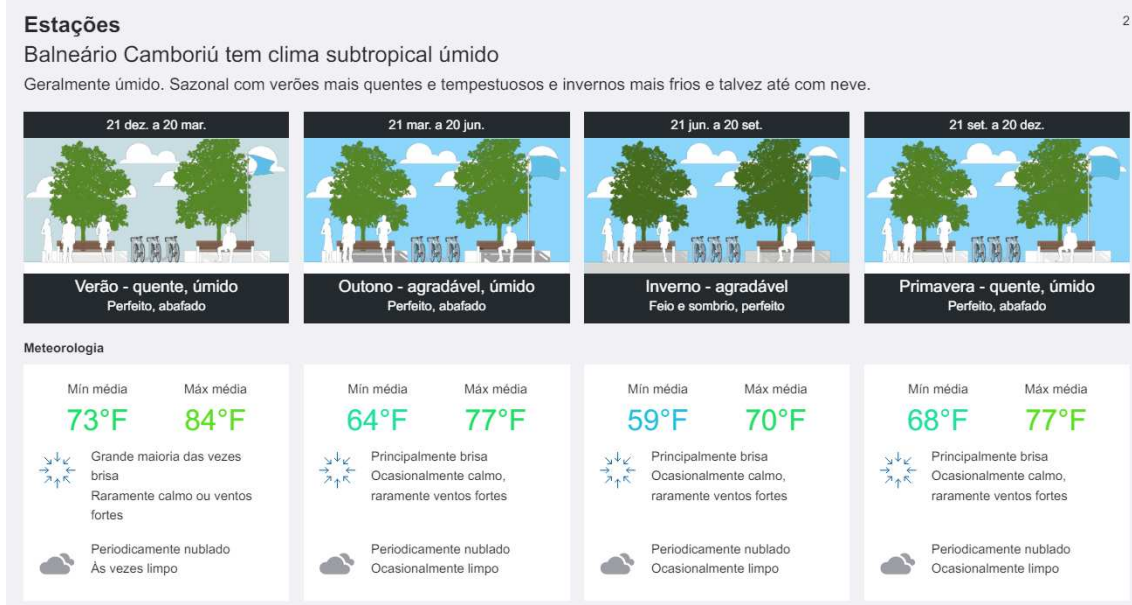 Estações
2
Balneário Camboriú tem clima subtropical úmido
Geralmente úmido. Sazonal com verões mais quentes e tempestuosos e invernos mais frios e talvez até com neve.
21 dez. a 20 mar.
Verão - quente, úmido
Perfeito, abafado
21 mar. a 20 jun.
Outono - agradável, úmido
Perfeito, abafado
21 jun. a 20 set.
Inverno - agradável
Feio e sombrio, perfeito
21 set. a 20 dez.
Primavera - quente, úmido
Perfeito, abafado
Meteorologia
Mín média Máx média
73°F 84°F
Grande maioria das vezes
brisa
Raramente calmo ou ventos
fortes
Periodicamente nublado
Às vezes limpo
Mín média Máx média
64°F 77°F
Principalmente brisa
Ocasionalmente calmo,
raramente ventos fortes
Periodicamente nublado
Ocasionalmente limpo
Mín média Máx média
59°F 70°F
Principalmente brisa
Ocasionalmente calmo,
raramente ventos fortes
Periodicamente nublado
Ocasionalmente limpo
Mín média Máx média
68°F 77°F
Principalmente brisa
Ocasionalmente calmo,
raramente ventos fortes
Periodicamente nublado
Ocasionalmente limpo